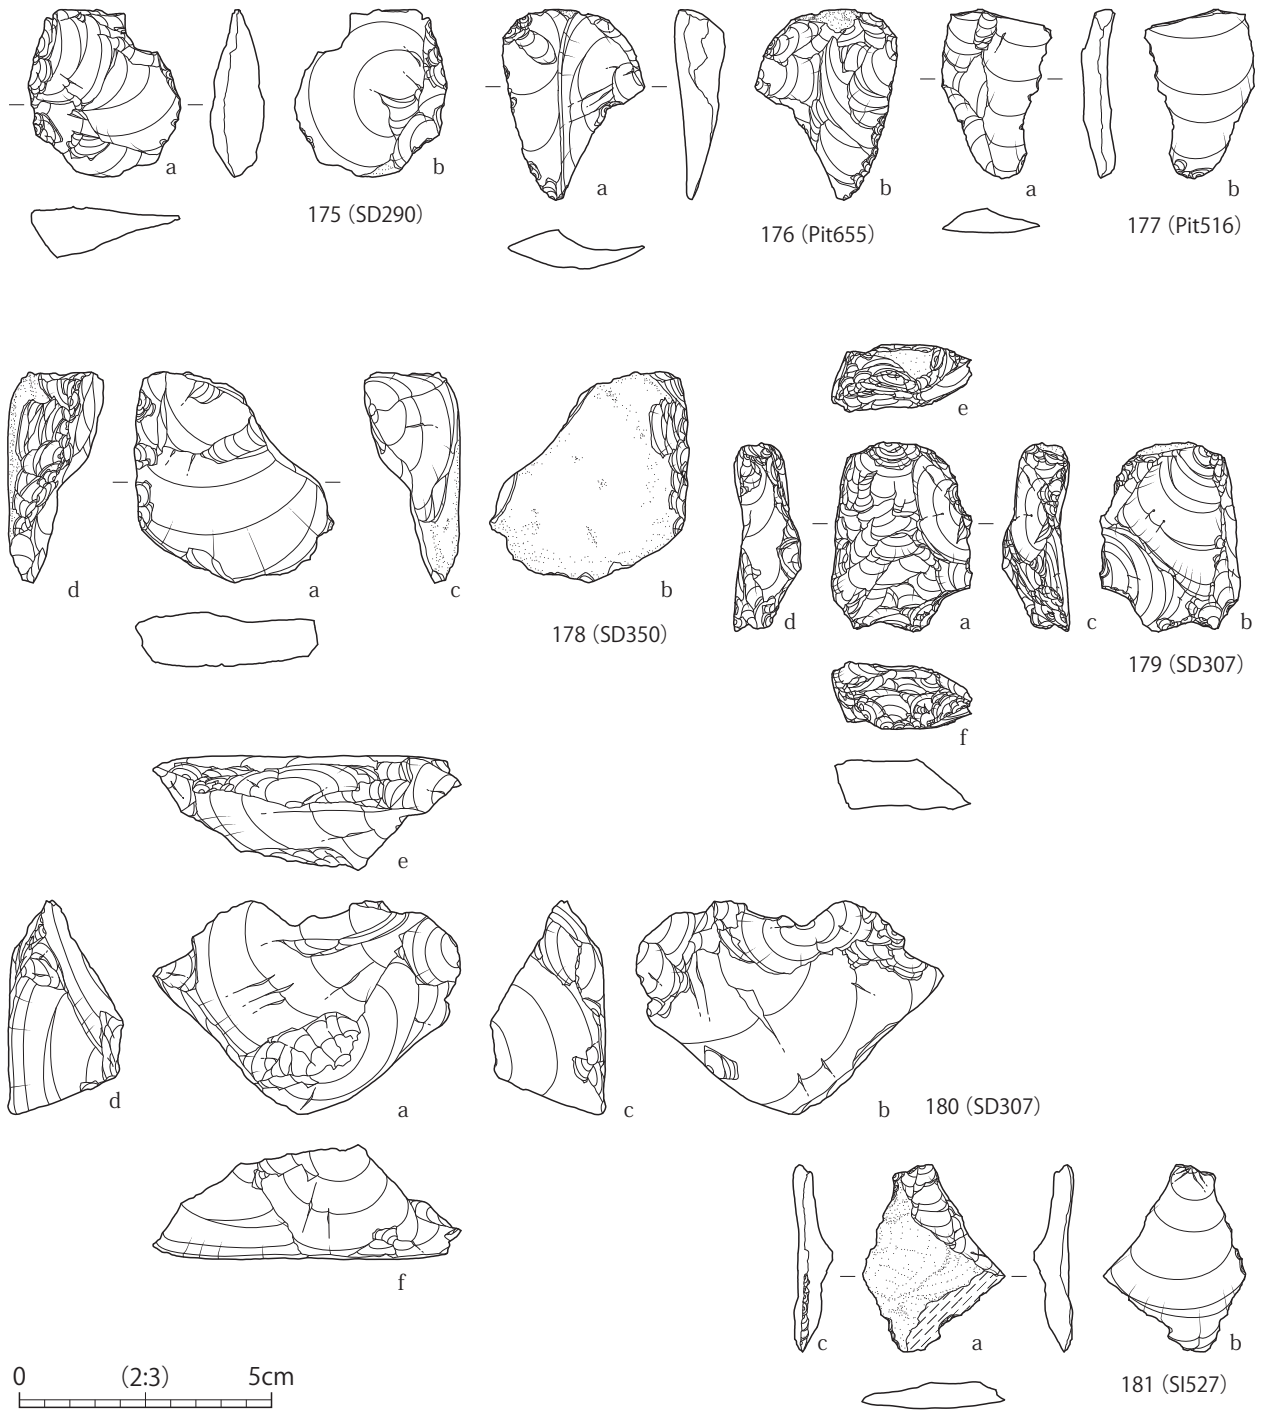 a
b
175（SD290）
a
b
176（Pit655）
a
b
177（Pit516）
d
a
c
b
178（SD350）
e
d
a
c
b
179（SD307）
f
e
d
a
c
b
180（SD307）
f
c
a
b
181（SI527）
0 (2:3) 5cm